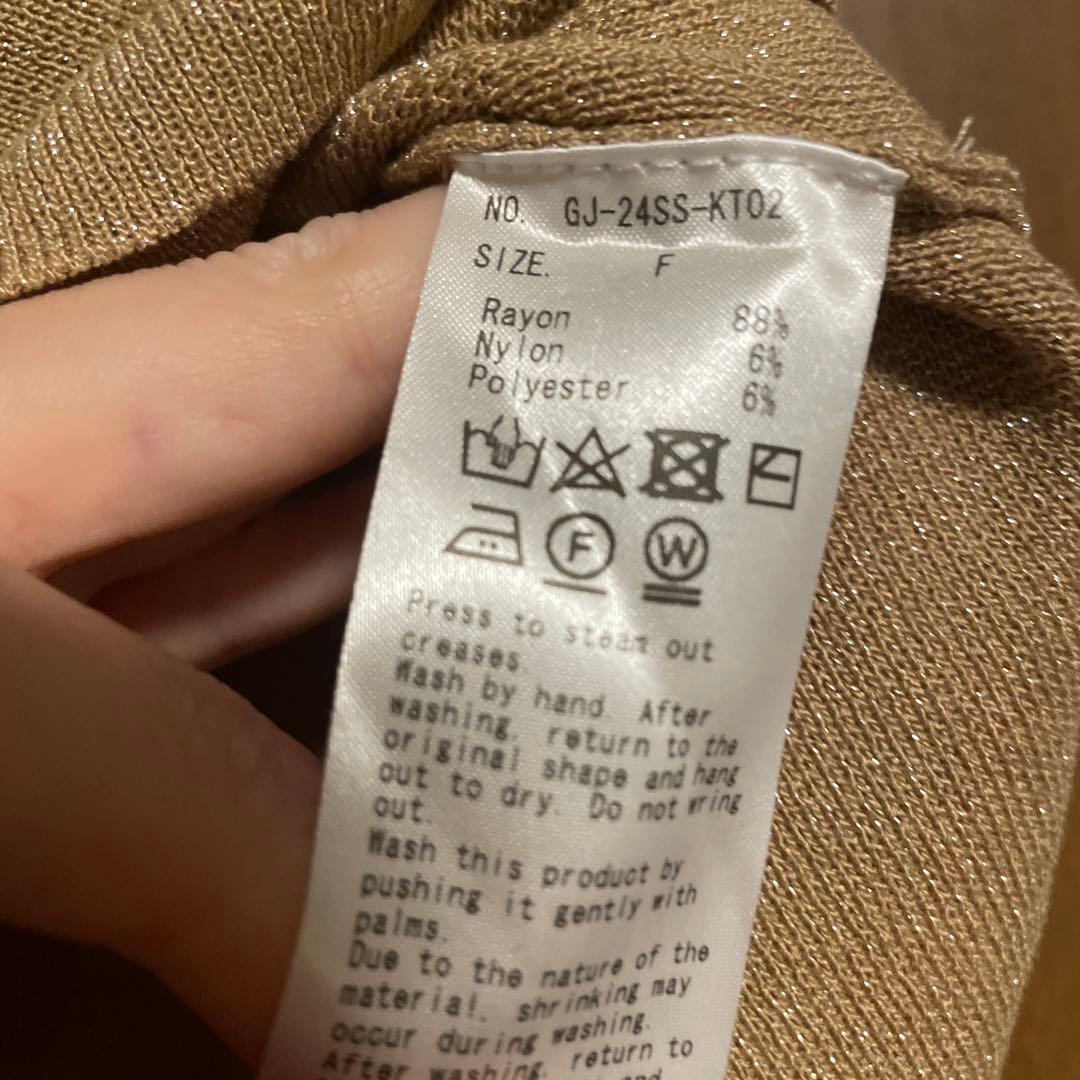 NO. GJ-24SS-KT02
SIZE. F
Rayon 88%
Nylon 6%
Polyester 6%
F W
Press to steam out
creases.
Wash by hand. After
washing, return to the
original shape and hang
out to dry. Do not wring
out.
Wash this product by
pushing it gently with
palms.
Due to the nature of the
material, shrinking may
occur during washing.
After washing, return to
and